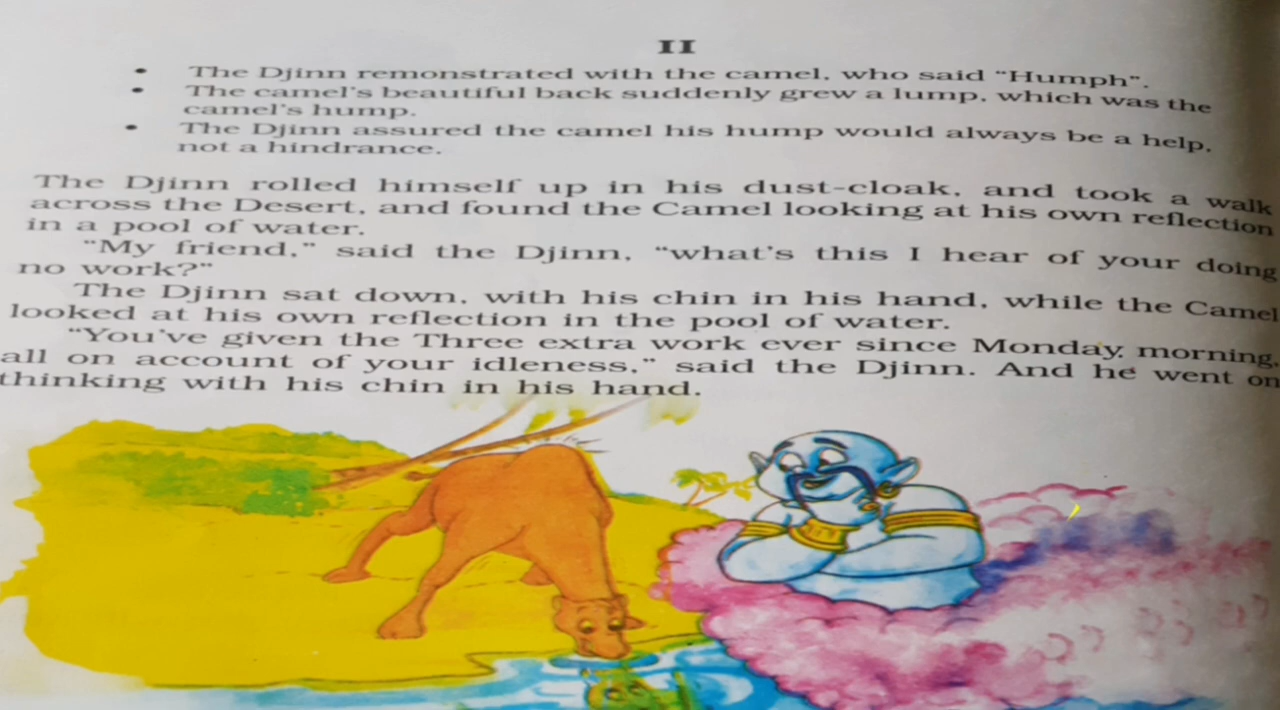 II
• The Djinn remonstrated with the camel, who said “Humph”.
• The camel’s beautiful back suddenly grew a lump, which was the
camel’s hump.
• The Djinn assured the camel his hump would always be a help,
not a hindrance.
The Djinn rolled himself up in his dust-cloak, and took a walk
across the Desert, and found the Camel looking at his own reflection
in a pool of water.
“My friend,” said the Djinn, “what’s this I hear of your doing
no work?”
The Djinn sat down, with his chin in his hand, while the Camel
looked at his own reflection in the pool of water.
“You’ve given the Three extra work ever since Monday morning,
all on account of your idleness,” said the Djinn. And he went on
thinking with his chin in his hand.